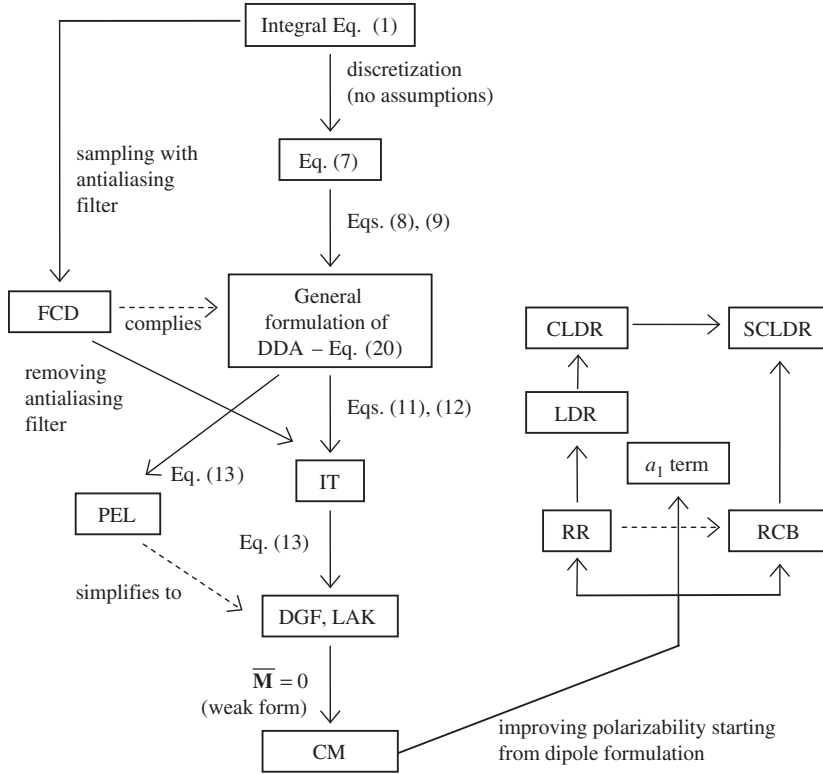 Integral Eq. (1)
discretization
(no assumptions)
sampling with
antialiasing
filter
Eq. (7)
Eqs. (8), (9)
FCD
complies
General
formulation of
DDA – Eq. (20)
CLDR
SCLDR
removing
antialiasing
filter
Eqs. (11), (12)
LDR
Eq. (13)
IT
a₁ term
PEL
Eq. (13)
RR
RCB
simplifies to
DGF, LAK
M̅ = 0
(weak form)
CM
improving polarizability starting
from dipole formulation